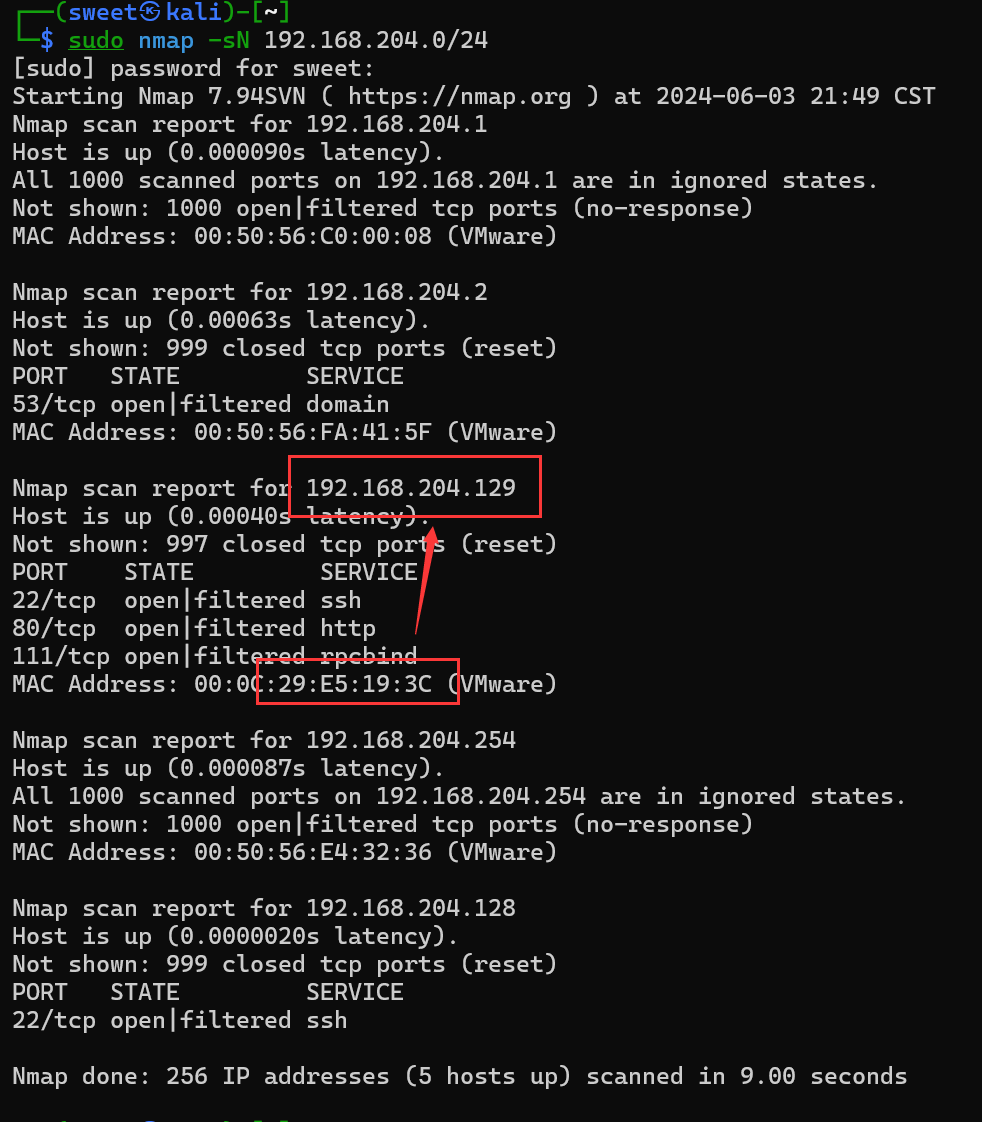 ┌──(sweet㉿kali)-[~]
└─$ sudo nmap -sN 192.168.204.0/24
[sudo] password for sweet:
Starting Nmap 7.94SVN ( https://nmap.org ) at 2024-06-03 21:49 CST
Nmap scan report for 192.168.204.1
Host is up (0.000090s latency).
All 1000 scanned ports on 192.168.204.1 are in ignored states.
Not shown: 1000 open|filtered tcp ports (no-response)
MAC Address: 00:50:56:C0:00:08 (VMware)

Nmap scan report for 192.168.204.2
Host is up (0.00063s latency).
Not shown: 999 closed tcp ports (reset)
PORT   STATE         SERVICE
53/tcp open|filtered domain
MAC Address: 00:50:56:FA:41:5F (VMware)

Nmap scan report for 192.168.204.129
Host is up (0.00040s latency).
Not shown: 997 closed tcp ports (reset)
PORT    STATE         SERVICE
22/tcp  open|filtered ssh
80/tcp  open|filtered http
111/tcp open|filtered rpcbind
MAC Address: 00:0C:29:E5:19:3C (VMware)

Nmap scan report for 192.168.204.254
Host is up (0.000087s latency).
All 1000 scanned ports on 192.168.204.254 are in ignored states.
Not shown: 1000 open|filtered tcp ports (no-response)
MAC Address: 00:50:56:E4:32:36 (VMware)

Nmap scan report for 192.168.204.128
Host is up (0.0000020s latency).
Not shown: 999 closed tcp ports (reset)
PORT   STATE         SERVICE
22/tcp open|filtered ssh

Nmap done: 256 IP addresses (5 hosts up) scanned in 9.00 seconds